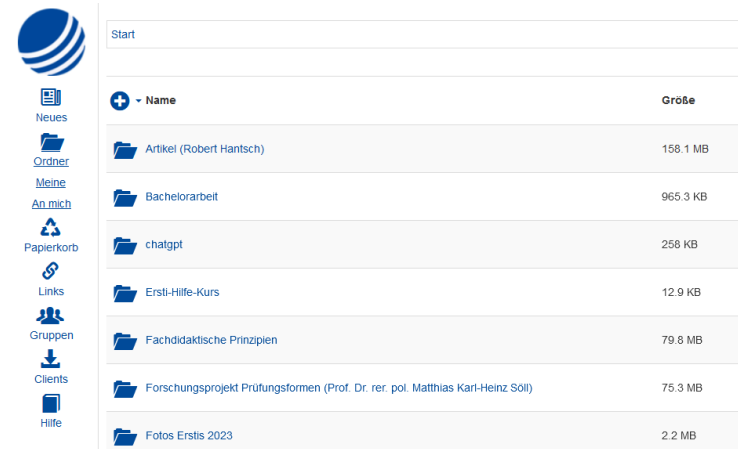 Start
Neues
Ordner
Meine
An mich
Papierkorb
Links
Gruppen
Clients
Hilfe
Name Größe
Artikel (Robert Hantsch) 158.1 MB
Bachelorarbeit 965.3 KB
chatgpt 258 KB
Ersti-Hilfe-Kurs 12.9 KB
Fachdidaktische Prinzipien 79.8 MB
Forschungsprojekt Prüfungsformen (Prof. Dr. rer. pol. Matthias Karl-Heinz Söll) 75.3 MB
Fotos Erstis 2023 2.2 MB